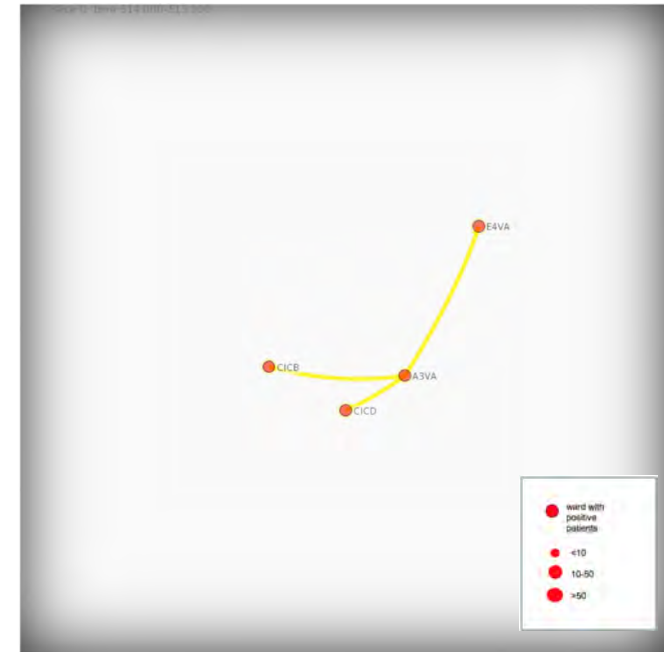 E4VA
CICB
A3VA
CICD
ward with
positive
patients
<10
10-50
>50